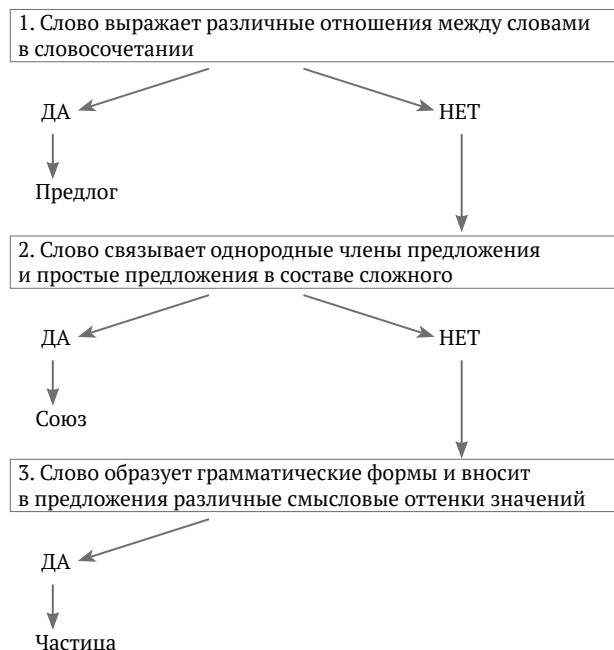 1. Слово выражает различные отношения между словами
в словосочетании
ДА
НЕТ
Предлог
2. Слово связывает однородные члены предложения
и простые предложения в составе сложного
ДА
НЕТ
Союз
3. Слово образует грамматические формы и вносит
в предложения различные смысловые оттенки значений
ДА
Частица